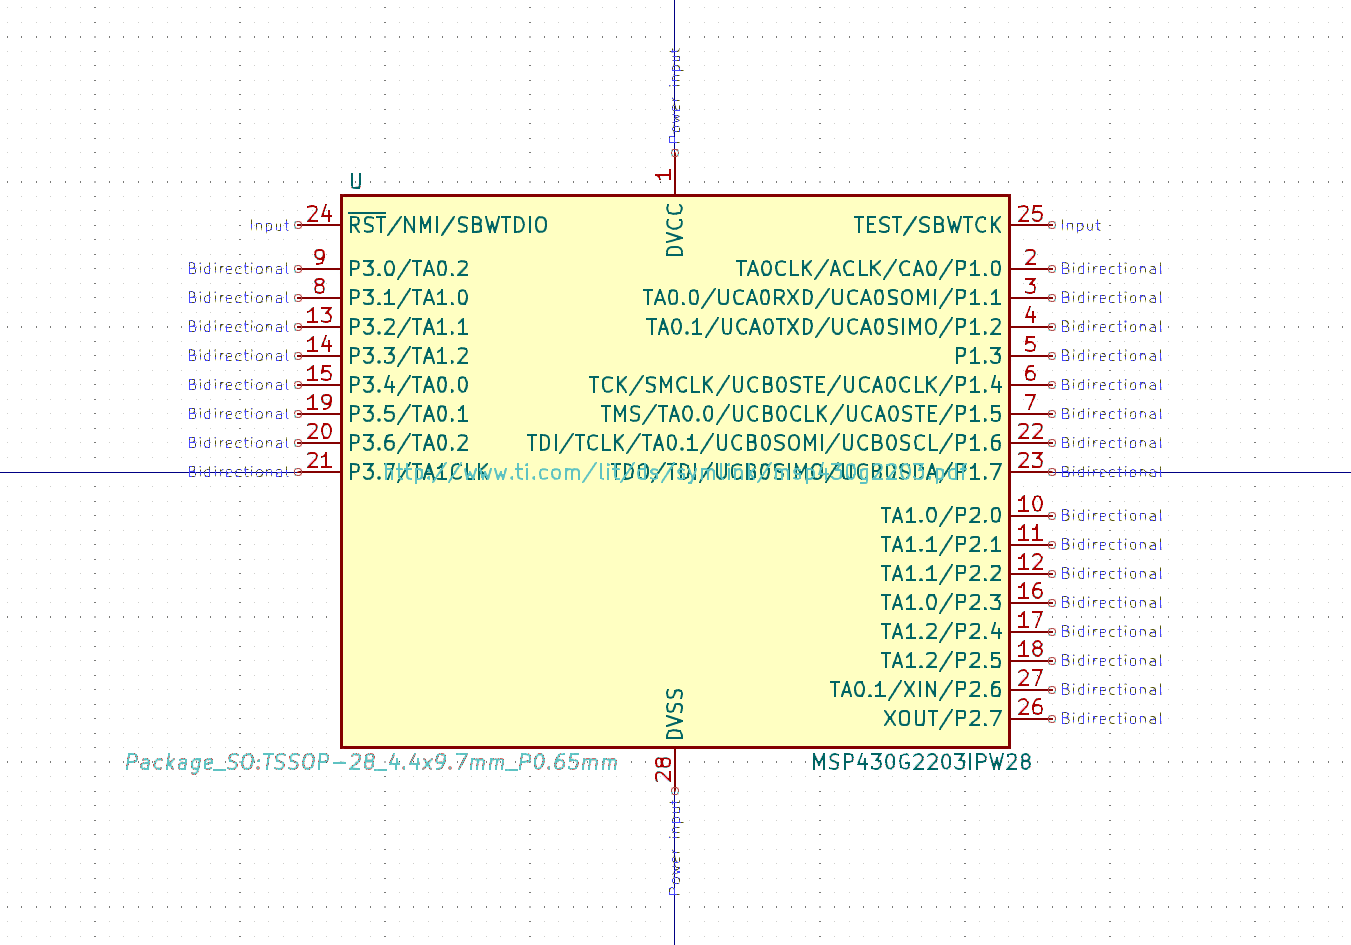 Power input
1
U
DVCC
Input 24 RST/NMI/SBWTDIO TEST/SBWTCK 25 Input
Bidirectional 9 P3.0/TA0.2 TA0CLK/ACLK/CA0/P1.0 2 Bidirectional
Bidirectional 8 P3.1/TA1.0 TA0.0/UCA0RXD/UCA0SOMI/P1.1 3 Bidirectional
Bidirectional 13 P3.2/TA1.1 TA0.1/UCA0TXD/UCA0SIMO/P1.2 4 Bidirectional
Bidirectional 14 P3.3/TA1.2 P1.3 5 Bidirectional
Bidirectional 15 P3.4/TA0.0 TCK/SMCLK/UCB0STE/UCA0CLK/P1.4 6 Bidirectional
Bidirectional 19 P3.5/TA0.1 TMS/TA0.0/UCB0CLK/UCA0STE/P1.5 7 Bidirectional
Bidirectional 20 P3.6/TA0.2 TDI/TCLK/TA0.1/UCB0SOMI/UCB0SCL/P1.6 22 Bidirectional
Bidirectional 21 P3.7/TA1CLK TDO/TDI/UCB0SIMO/UCB0SDA/P1.7 23 Bidirectional
http://www.ti.com/lit/ds/symlink/msp430g2203.pdf
TA1.0/P2.0 10 Bidirectional
TA1.1/P2.1 11 Bidirectional
TA1.1/P2.2 12 Bidirectional
TA1.0/P2.3 16 Bidirectional
TA1.2/P2.4 17 Bidirectional
TA1.2/P2.5 18 Bidirectional
TA0.1/XIN/P2.6 27 Bidirectional
XOUT/P2.7 26 Bidirectional
DVSS
Package_SO:TSSOP-28_4.4x9.7mm_P0.65mm
MSP430G2203IPW28
28
Power input